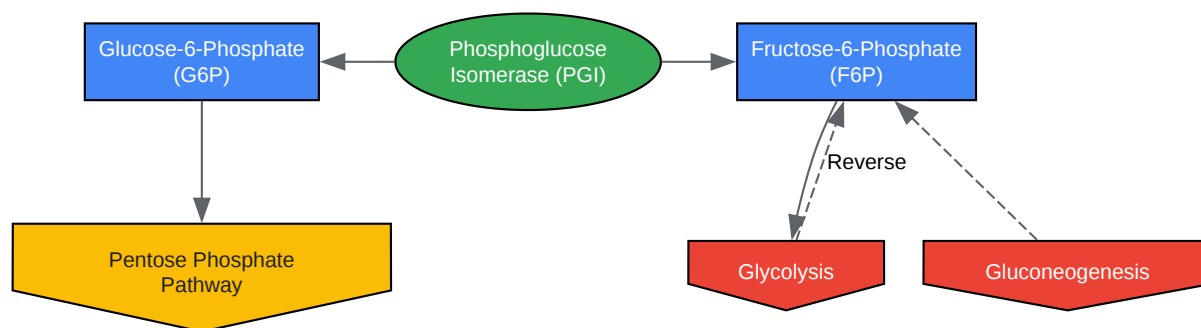 Glucose-6-Phosphate
(G6P)
Phosphoglucose
Isomerase (PGI)
Fructose-6-Phosphate
(F6P)
Reverse
Pentose Phosphate
Pathway
Glycolysis
Gluconeogenesis